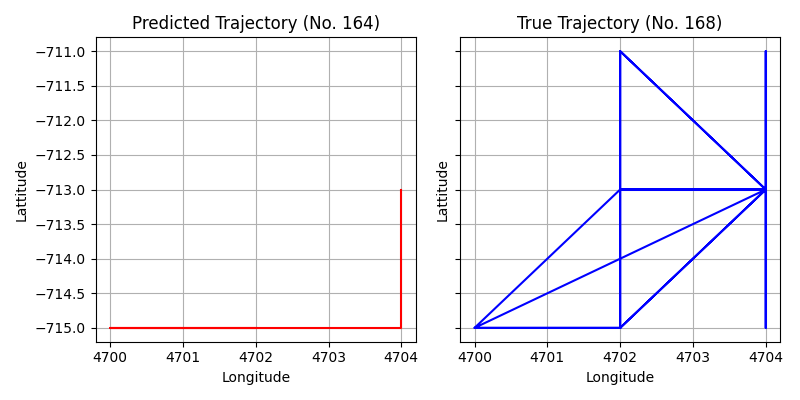 Predicted Trajectory (No. 164)
True Trajectory (No. 168)
−711.0
−711.5
−712.0
−712.5
−713.0
−713.5
−714.0
−714.5
−715.0
Lattitude
Lattitude
4700 4701 4702 4703 4704
4700 4701 4702 4703 4704
Longitude
Longitude